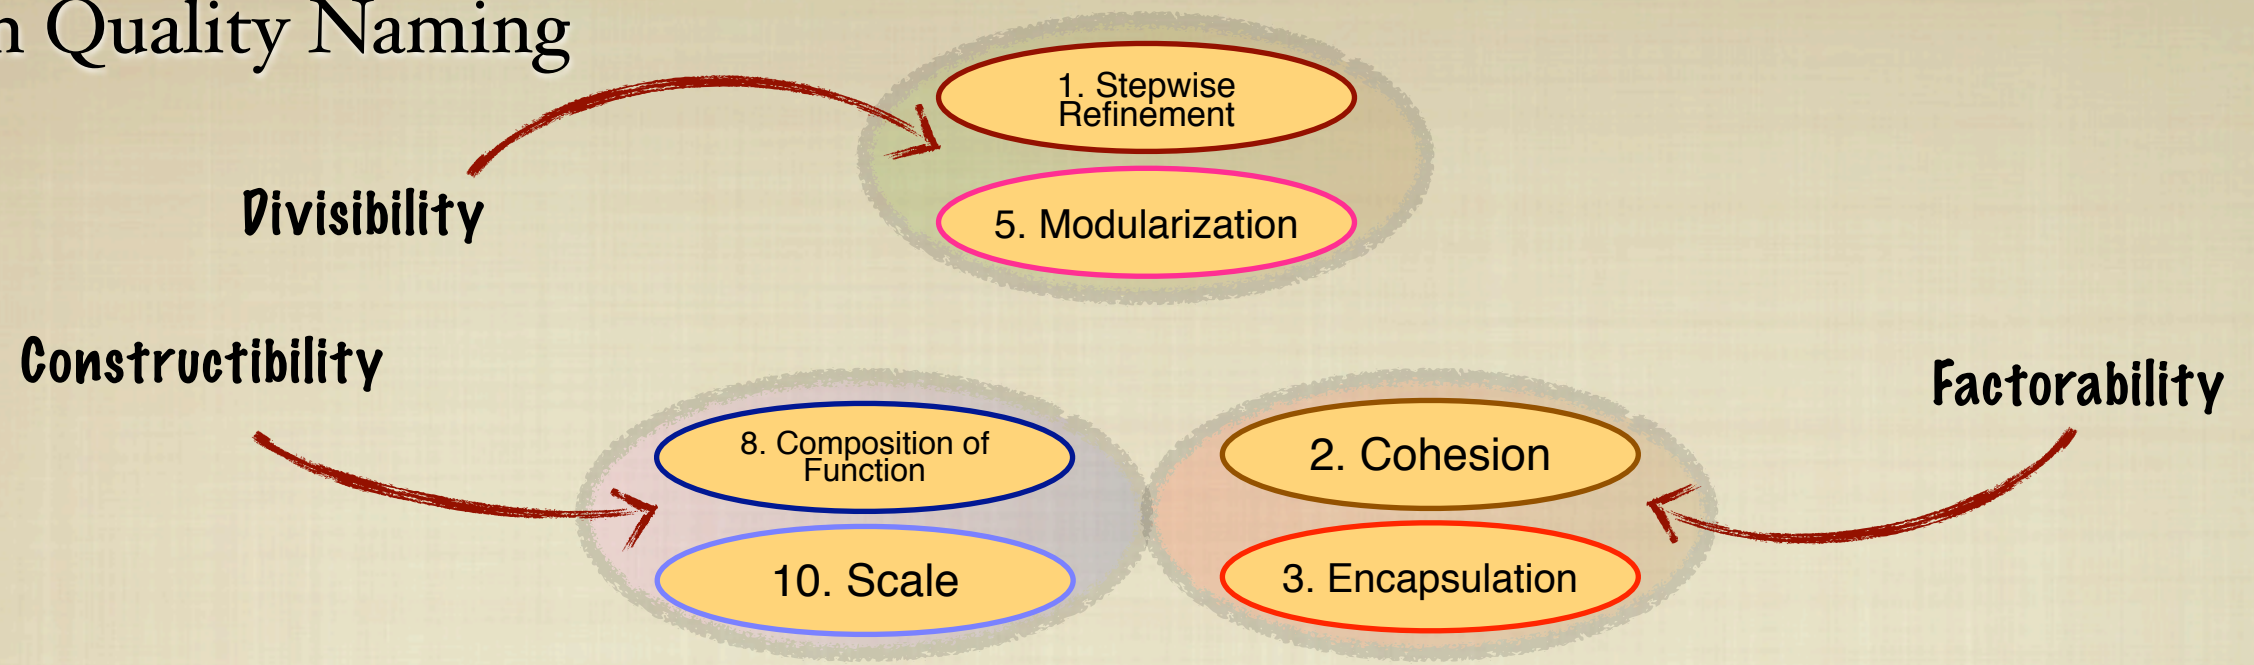 Quality Naming
1. Stepwise
Refinement
Divisibility
5. Modularization
Constructibility
Factorability
8. Composition of
Function
2. Cohesion
10. Scale
3. Encapsulation